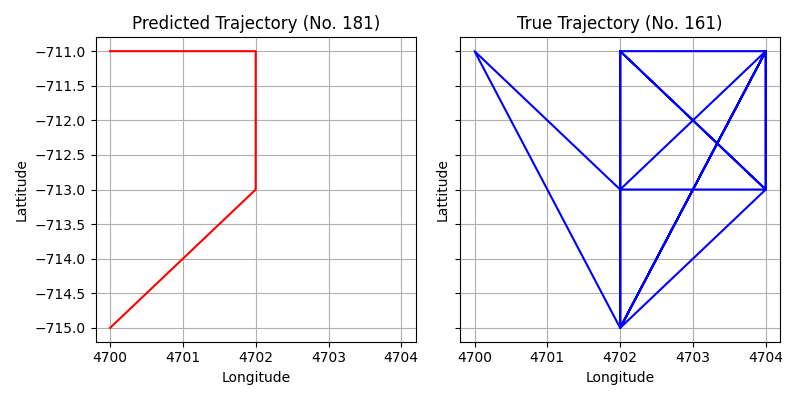 Predicted Trajectory (No. 181)
True Trajectory (No. 161)
−711.0
−711.5
−712.0
−712.5
−713.0
−713.5
−714.0
−714.5
−715.0
Lattitude
Lattitude
4700 4701 4702 4703 4704
4700 4701 4702 4703 4704
Longitude
Longitude